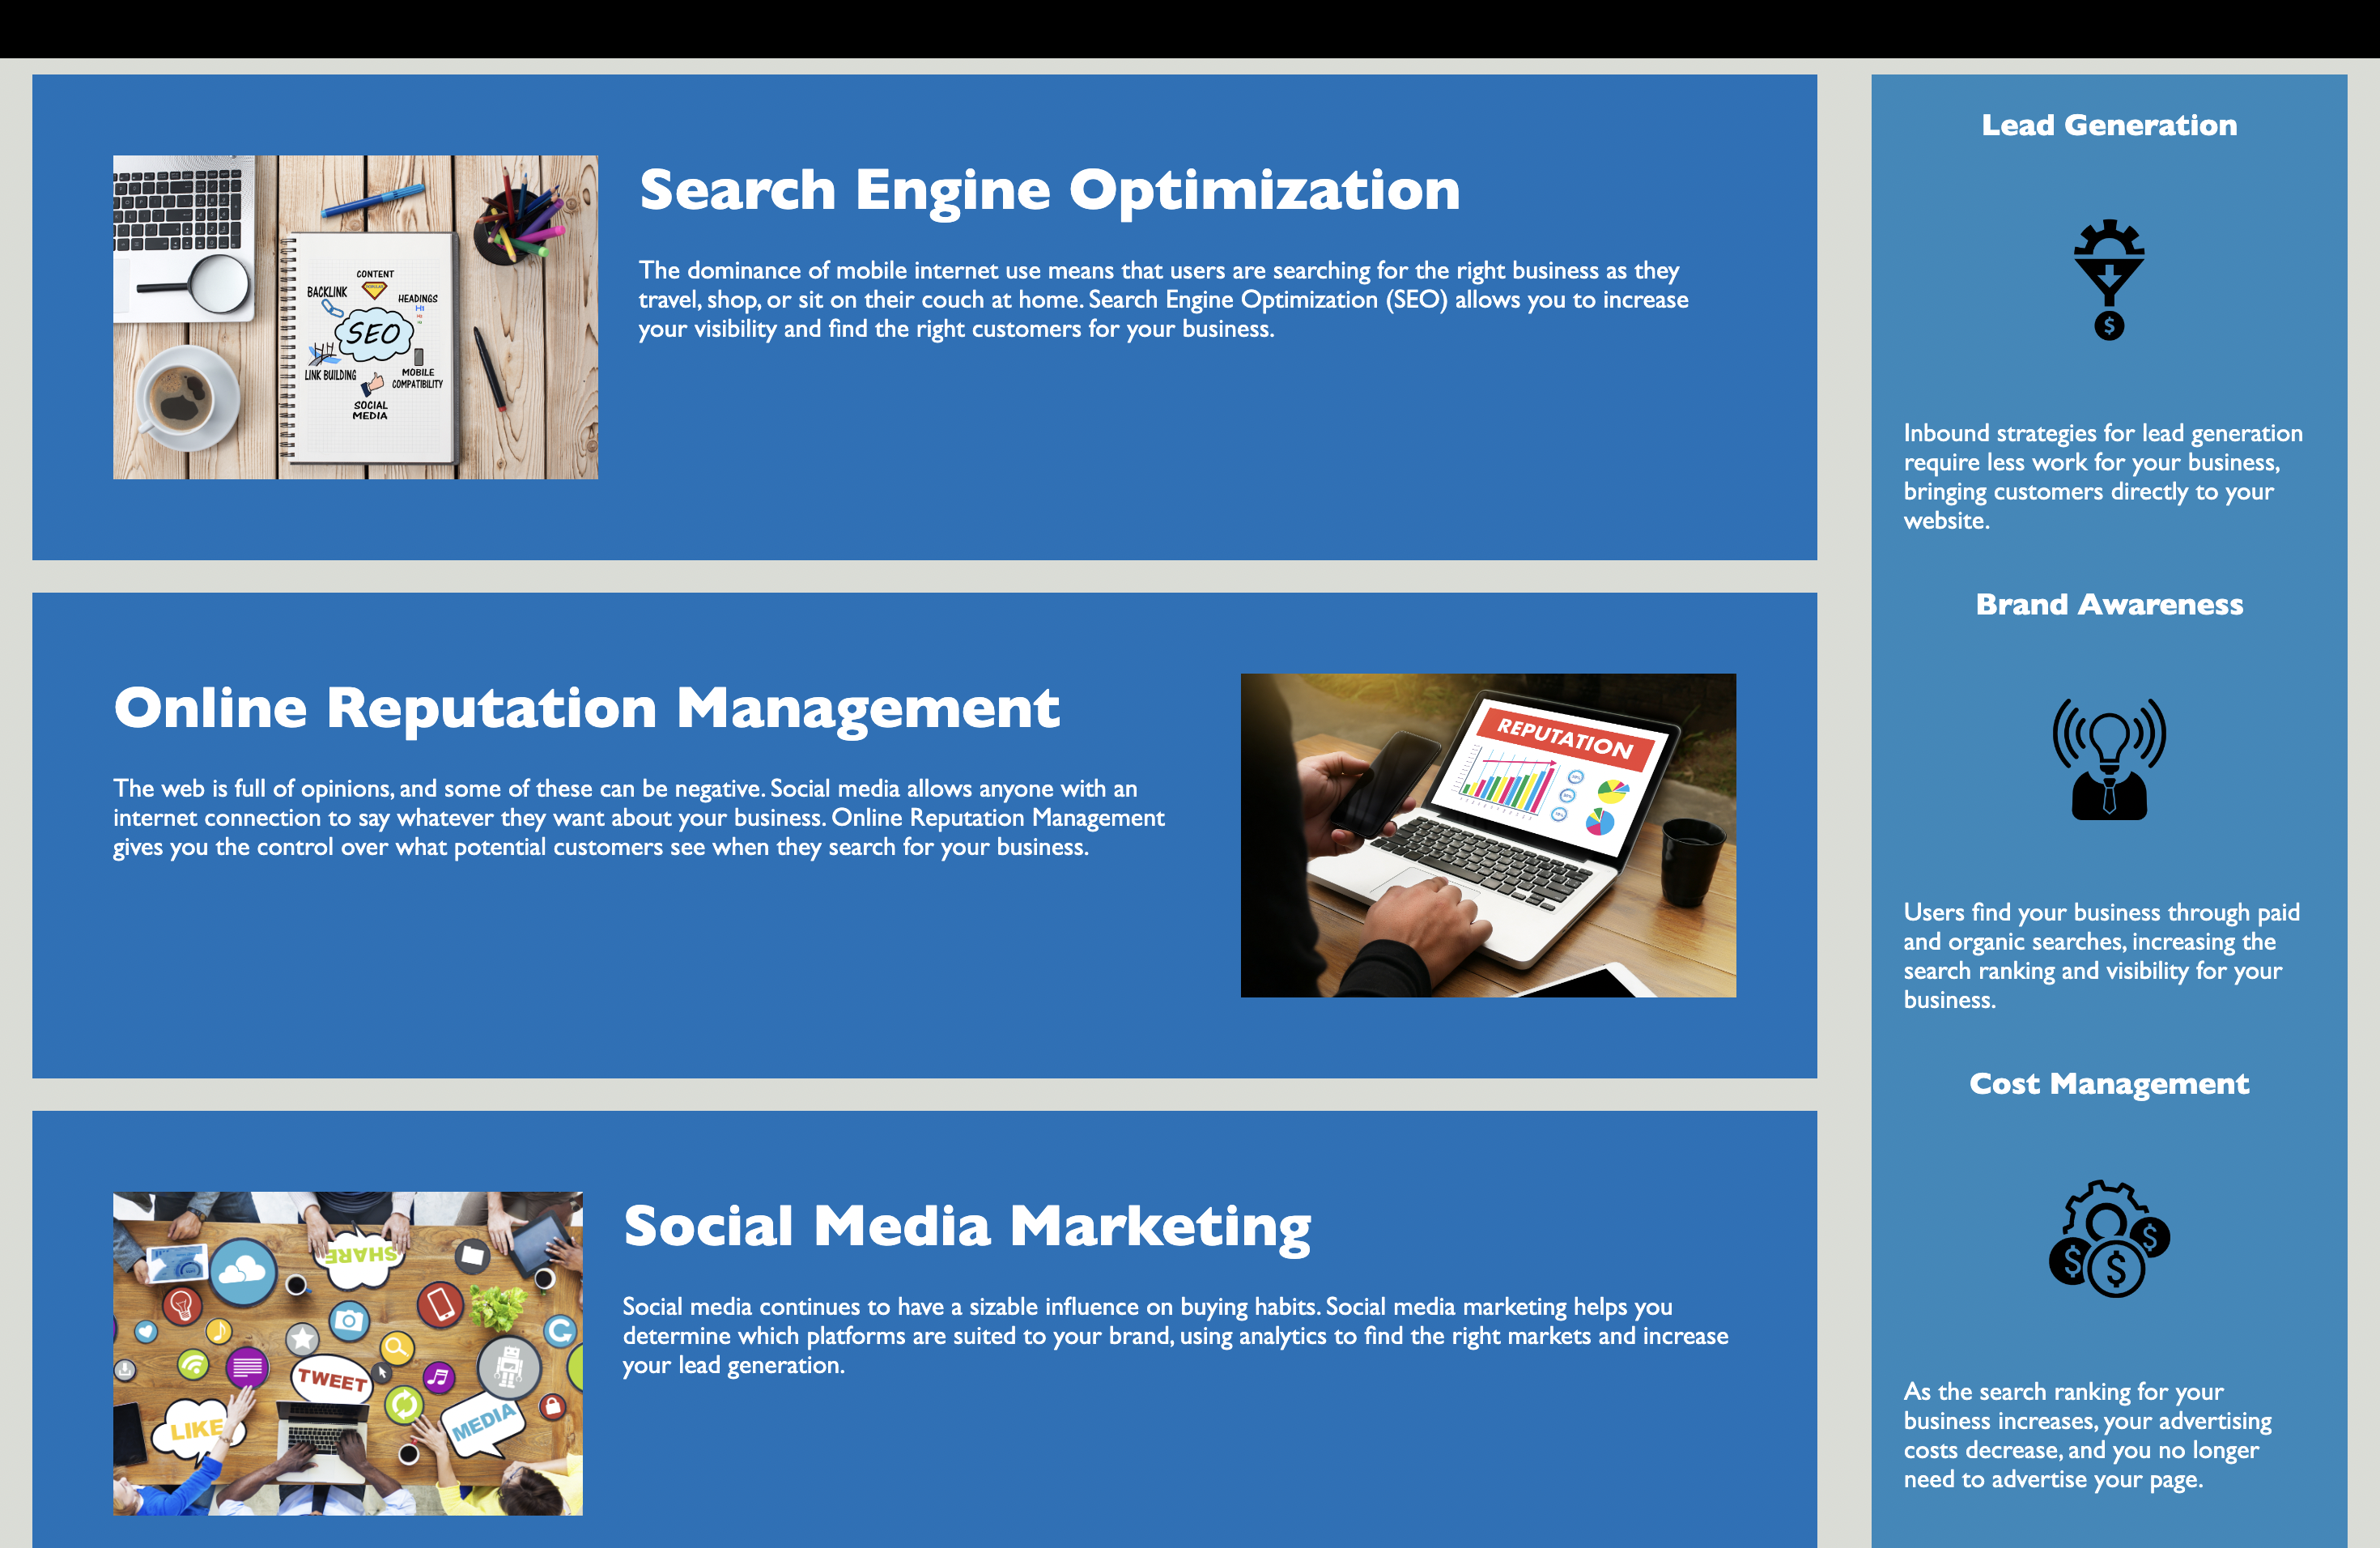 Search Engine Optimization
The dominance of mobile internet use means that users are searching for the right business as they
travel, shop, or sit on their couch at home. Search Engine Optimization (SEO) allows you to increase
your visibility and find the right customers for your business.
CONTENT
BACKLINK
HEADINGS
H1
SEO
LINK BUILDING
MOBILE
COMPATIBILITY
SOCIAL
MEDIA
Online Reputation Management
The web is full of opinions, and some of these can be negative. Social media allows anyone with an
internet connection to say whatever they want about your business. Online Reputation Management
gives you the control over what potential customers see when they search for your business.
REPUTATION
Social Media Marketing
Social media continues to have a sizable influence on buying habits. Social media marketing helps you
determine which platforms are suited to your brand, using analytics to find the right markets and increase
your lead generation.
SHARE
TWEET
LIKE
MEDIA
Lead Generation
$
Inbound strategies for lead generation
require less work for your business,
bringing customers directly to your
website.
Brand Awareness
Users find your business through paid
and organic searches, increasing the
search ranking and visibility for your
business.
Cost Management
$ $ $
As the search ranking for your
business increases, your advertising
costs decrease, and you no longer
need to advertise your page.